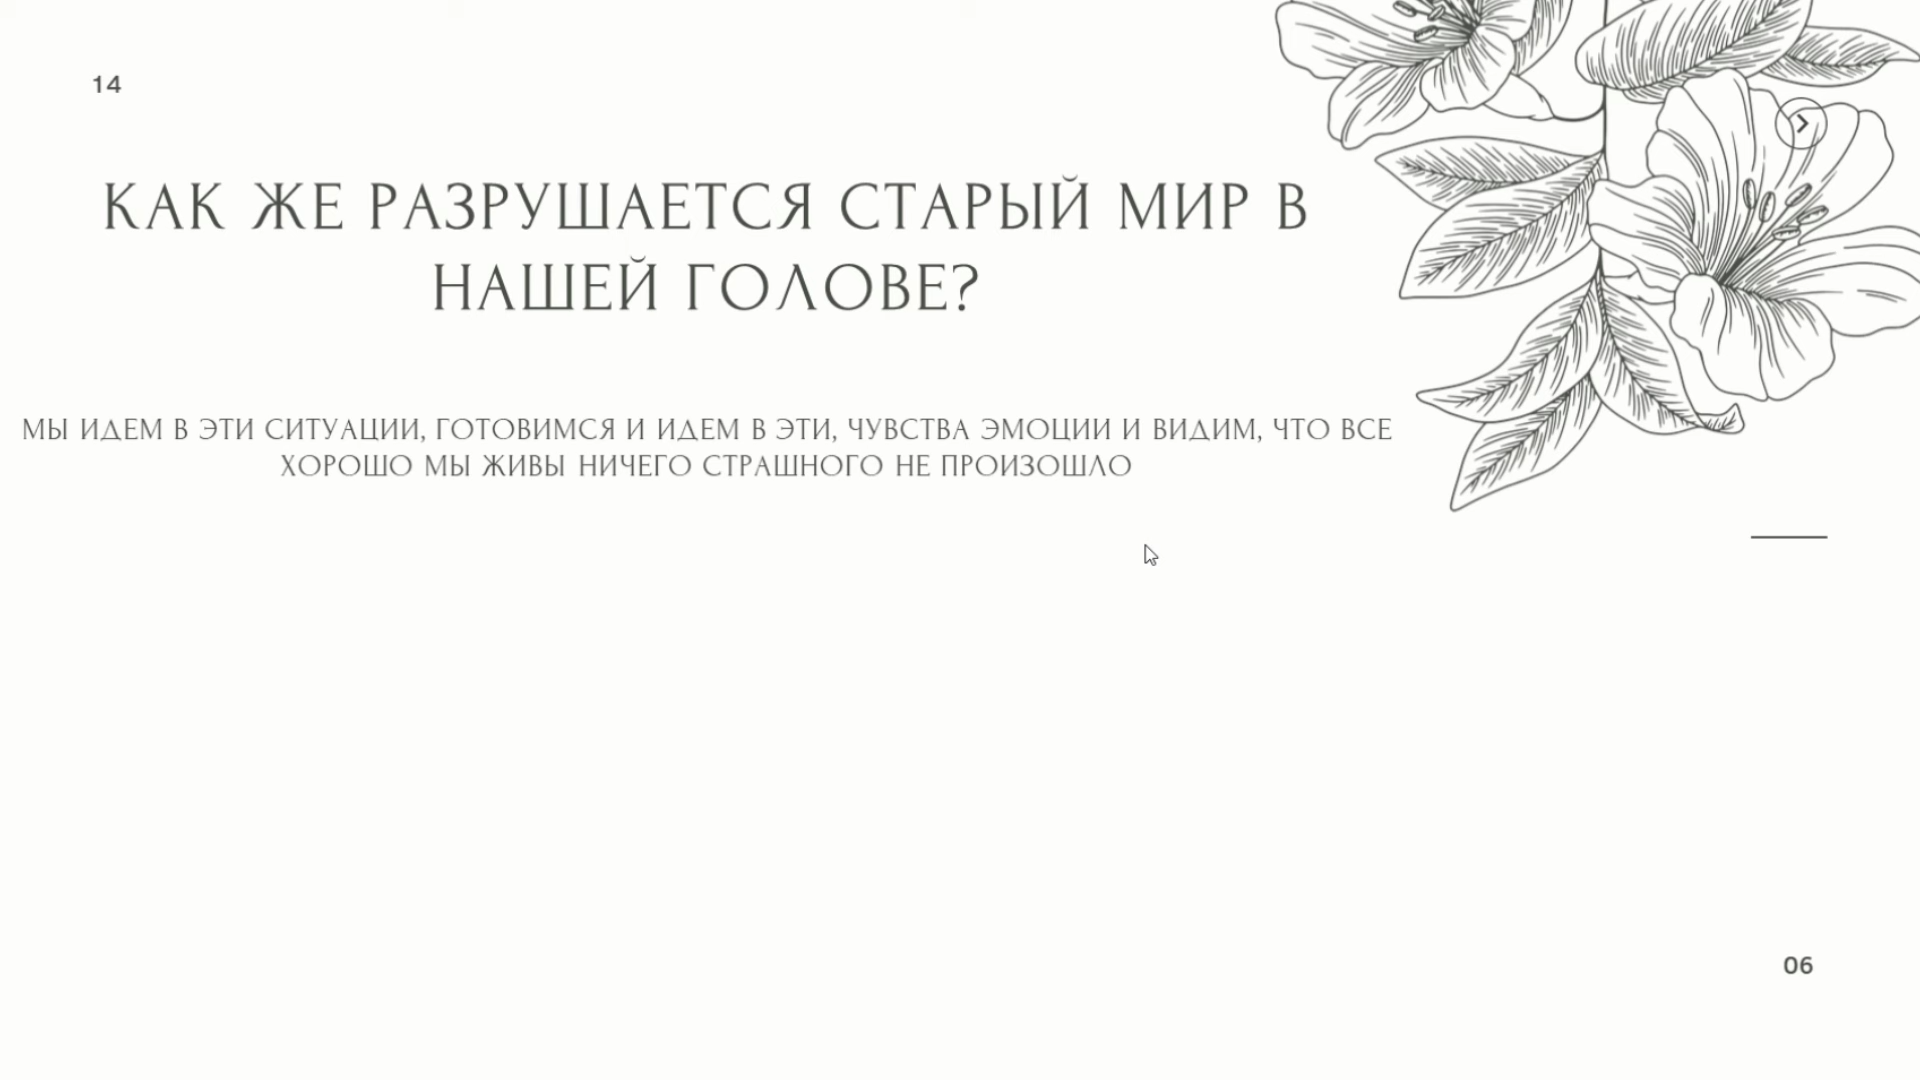 14
КАК ЖЕ РАЗРУШАЕТСЯ СТАРЫЙ МИР В
НАШЕЙ ГОЛОВЕ?
МЫ ИДЕМ В ЭТИ СИТУАЦИИ, ГОТОВИМСЯ И ИДЕМ В ЭТИ, ЧУВСТВА ЭМОЦИИ И ВИДИМ, ЧТО ВСЕ
ХОРОШО МЫ ЖИВЫ НИЧЕГО СТРАШНОГО НЕ ПРОИЗОШЛО
06